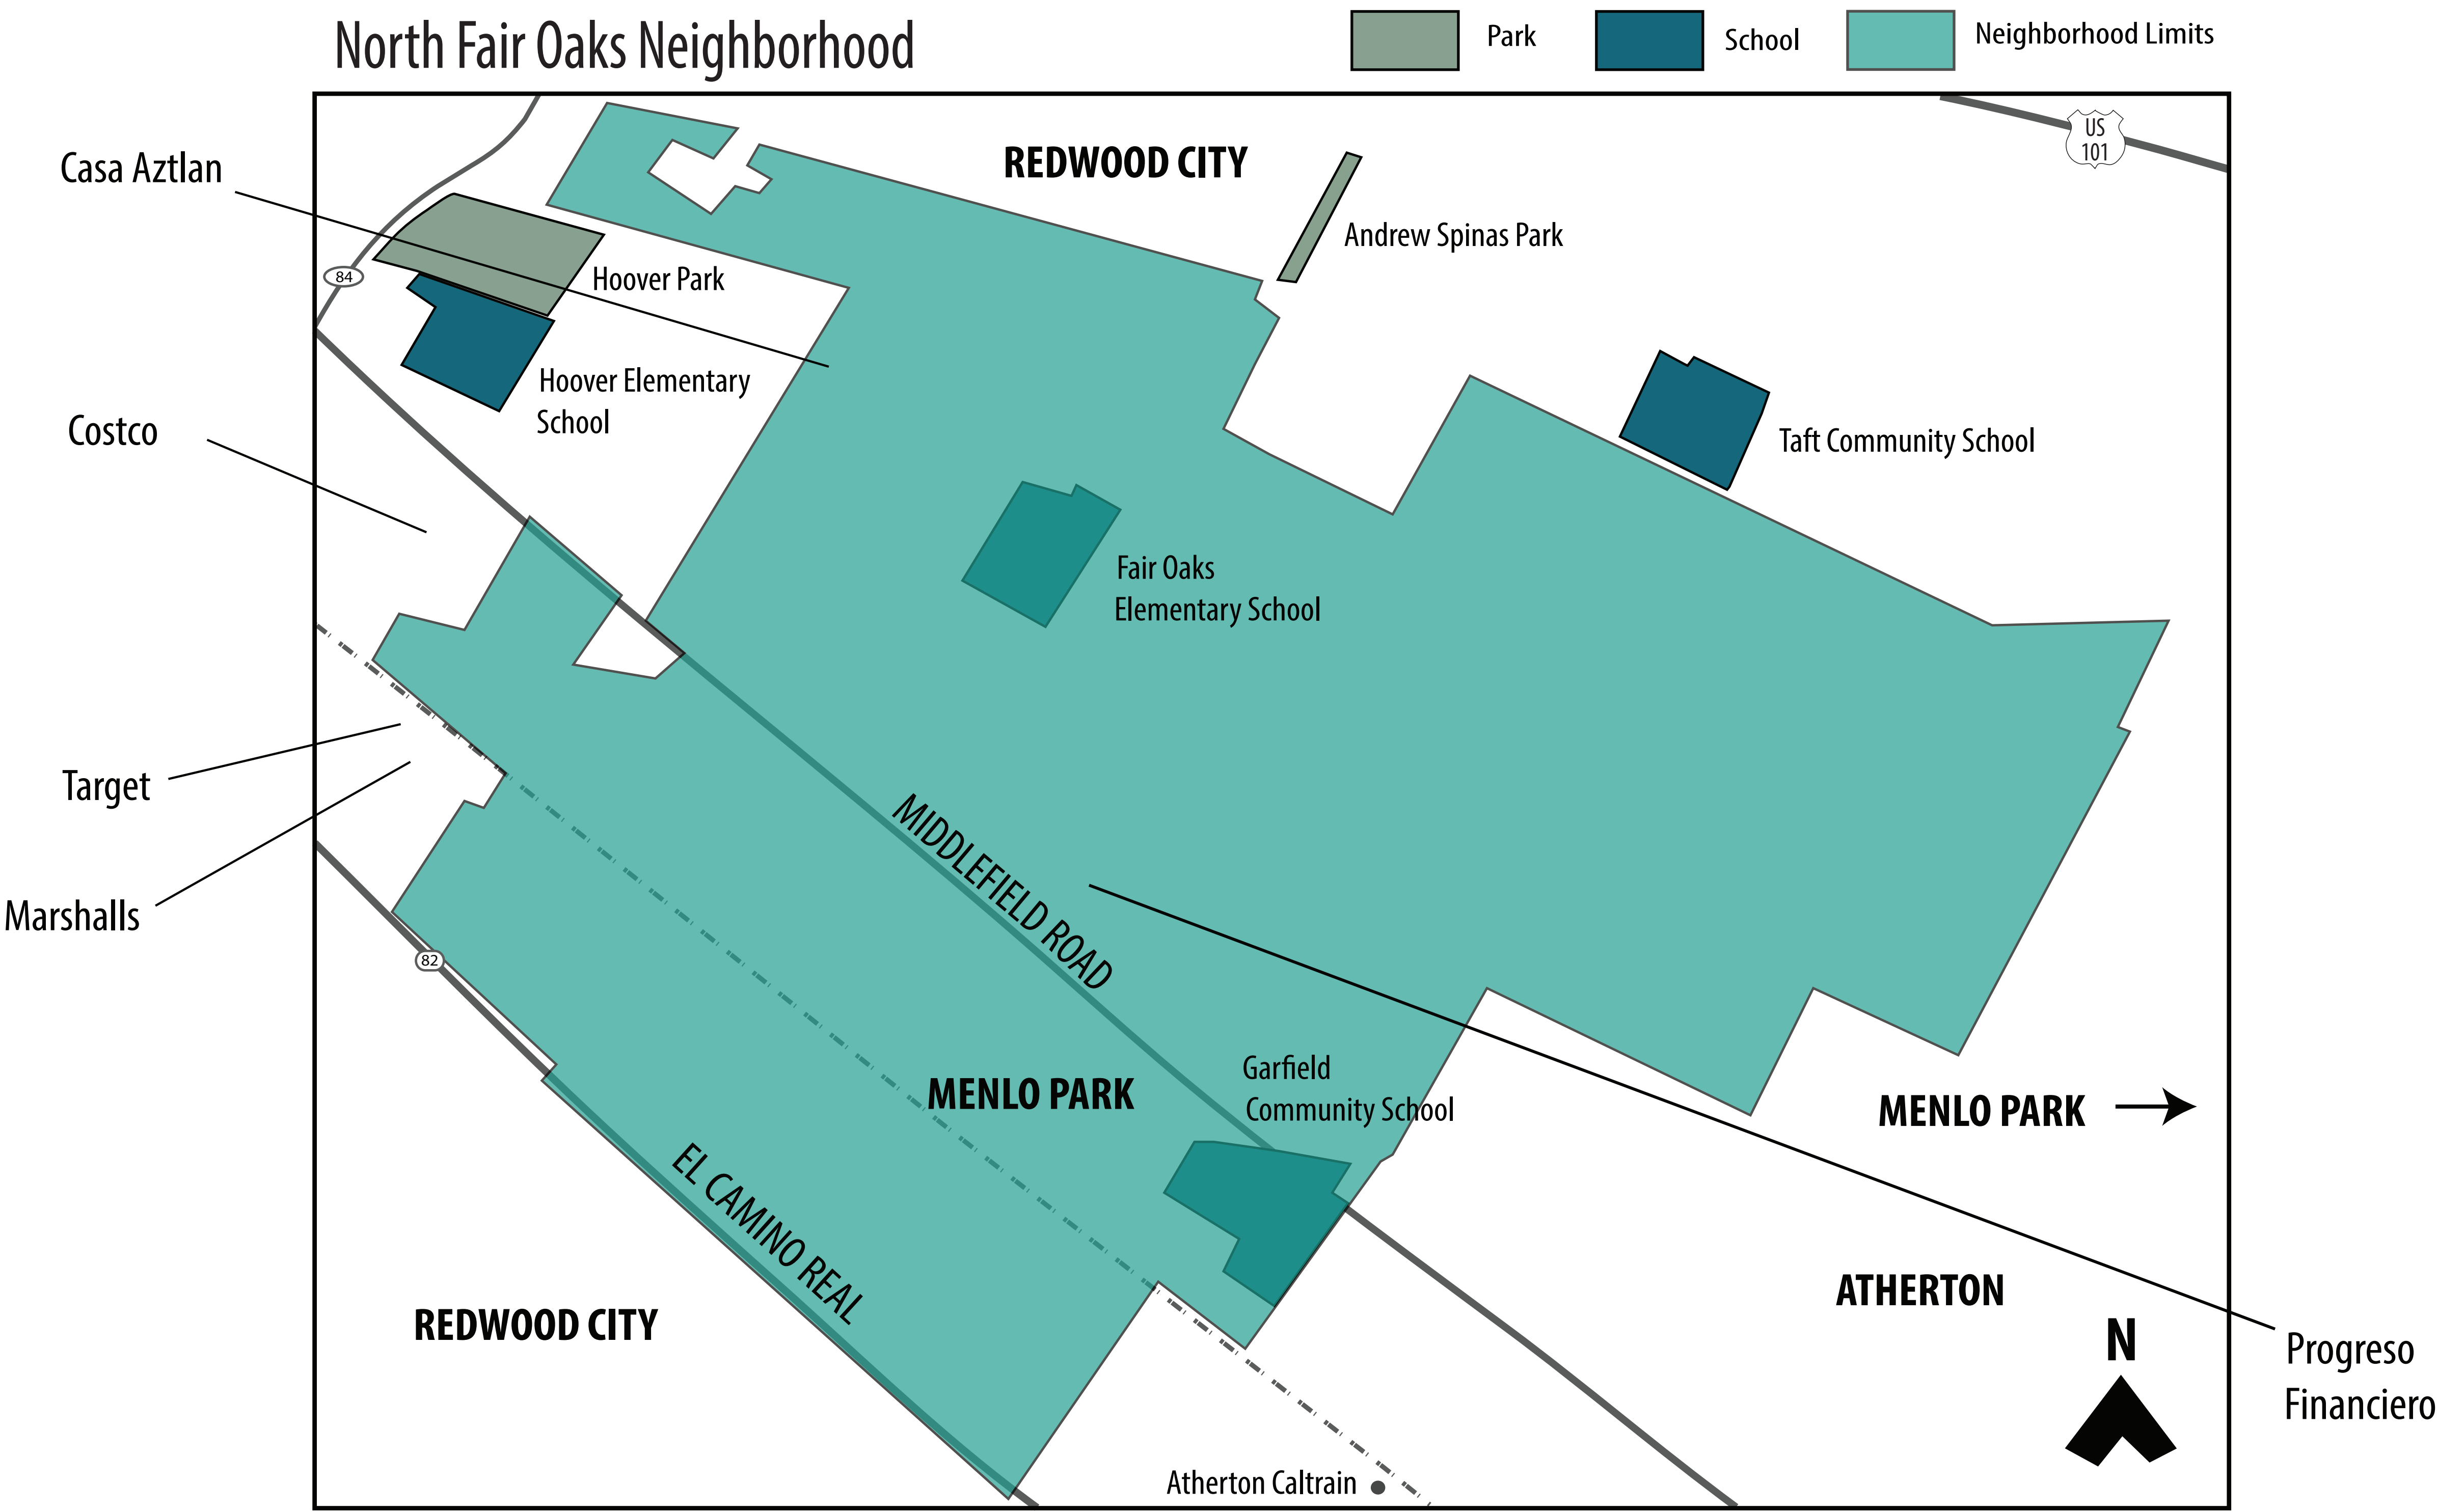 North Fair Oaks Neighborhood
Park
School
Neighborhood Limits
US
101
REDWOOD CITY
Casa Aztlan
Andrew Spinas Park
84
Hoover Park
Hoover Elementary
School
Costco
Taft Community School
Fair Oaks
Elementary School
Target
MIDDLEFIELD ROAD
Marshalls
82
Garfield
Community School
MENLO PARK
MENLO PARK
EL CAMINO REAL
ATHERTON
REDWOOD CITY
N
Progreso
Financiero
Atherton Caltrain